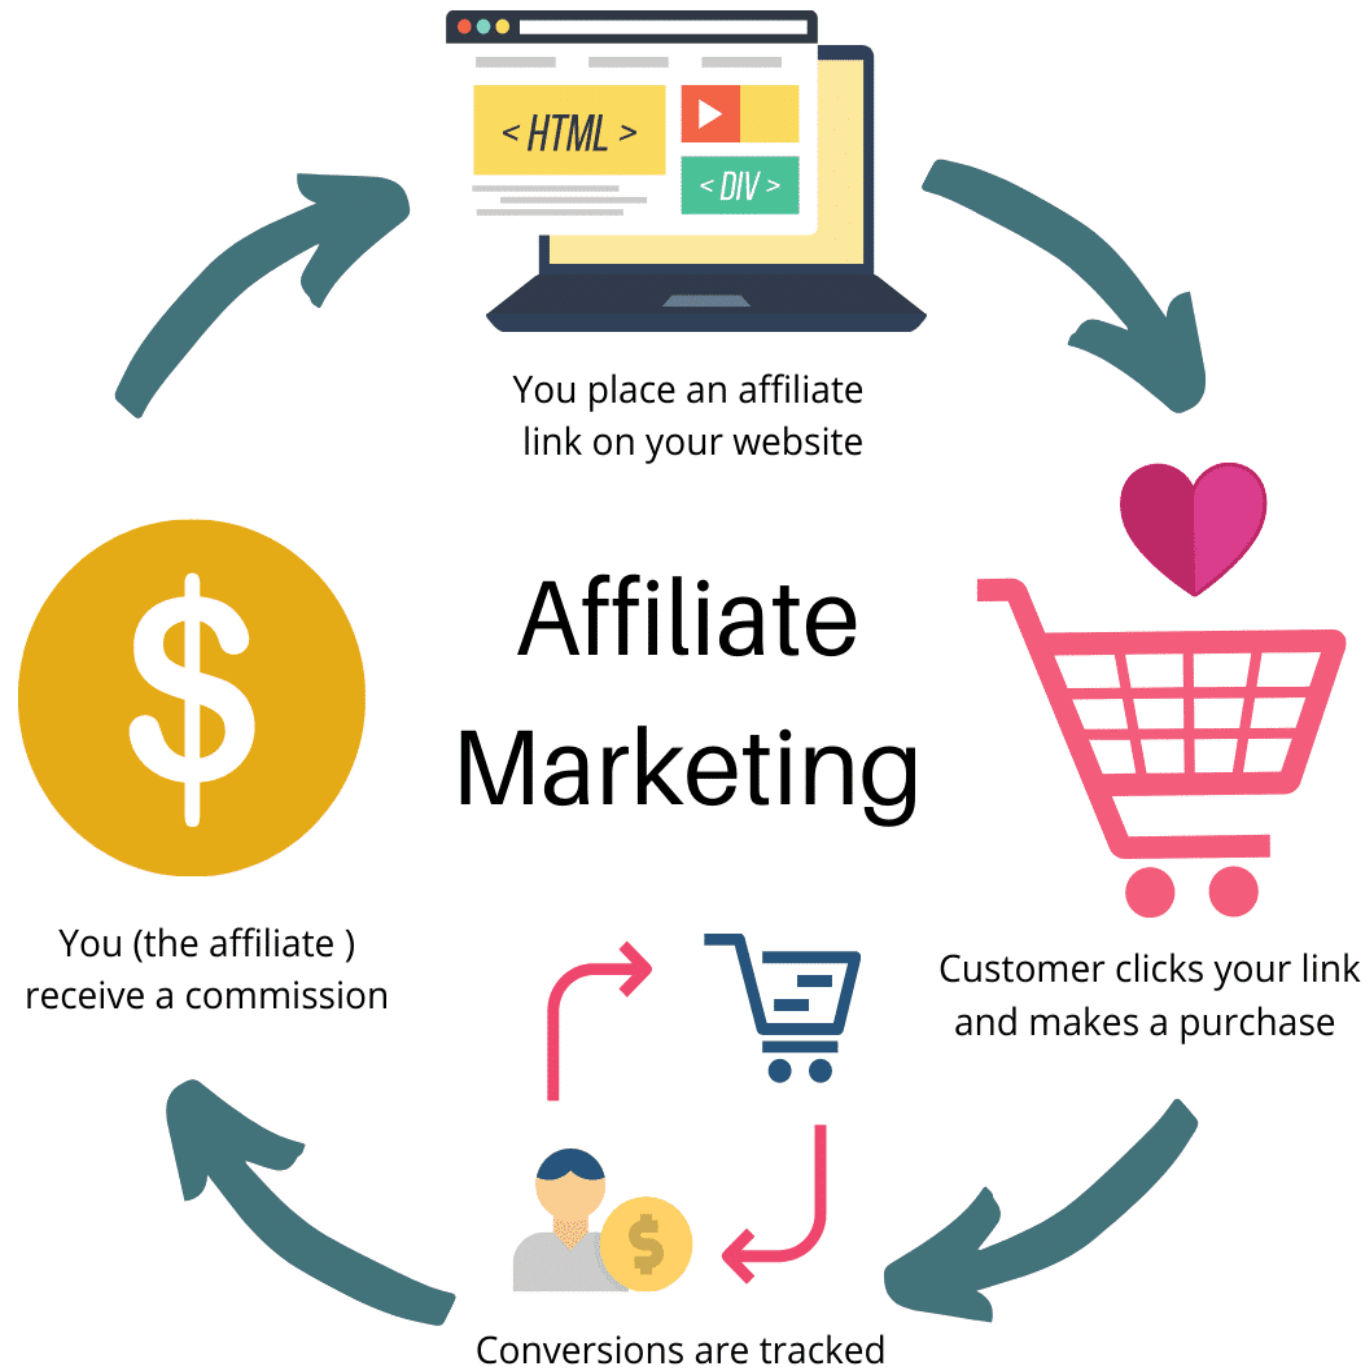 < HTML >
< DIV >
You place an affiliate
link on your website
Affiliate
Marketing
Customer clicks your link
and makes a purchase
Conversions are tracked
You (the affiliate )
receive a commission
$
$